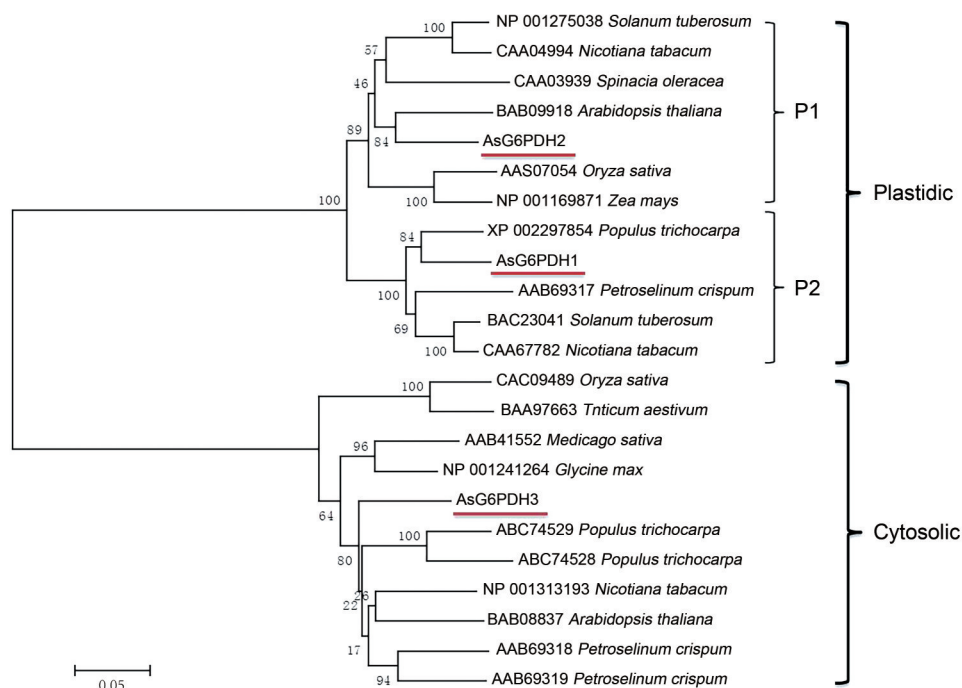 NP 001275038 Solanum tuberosum
100
CAA04994 Nicotiana tabacum
57
CAA03939 Spinacia oleracea
46
BAB09918 Arabidopsis thaliana
P1
89
84
AsG6PDH2
AAS07054 Oryza sativa
100
NP 001169871 Zea mays
100
Plastidic
XP 002297854 Populus trichocarpa
84
AsG6PDH1
100
AAB69317 Petroselinum crispum
P2
69
BAC23041 Solanum tuberosum
100
CAA67782 Nicotiana tabacum
CAC09489 Oryza sativa
100
BAA97663 Tnticum aestivum
AAB41552 Medicago sativa
96
NP 001241264 Glycine max
AsG6PDH3
64
ABC74529 Populus trichocarpa
100
Cytosolic
80
ABC74528 Populus trichocarpa
NP 001313193 Nicotiana tabacum
26
22
BAB08837 Arabidopsis thaliana
17
AAB69318 Petroselinum crispum
94
AAB69319 Petroselinum crispum
0.05